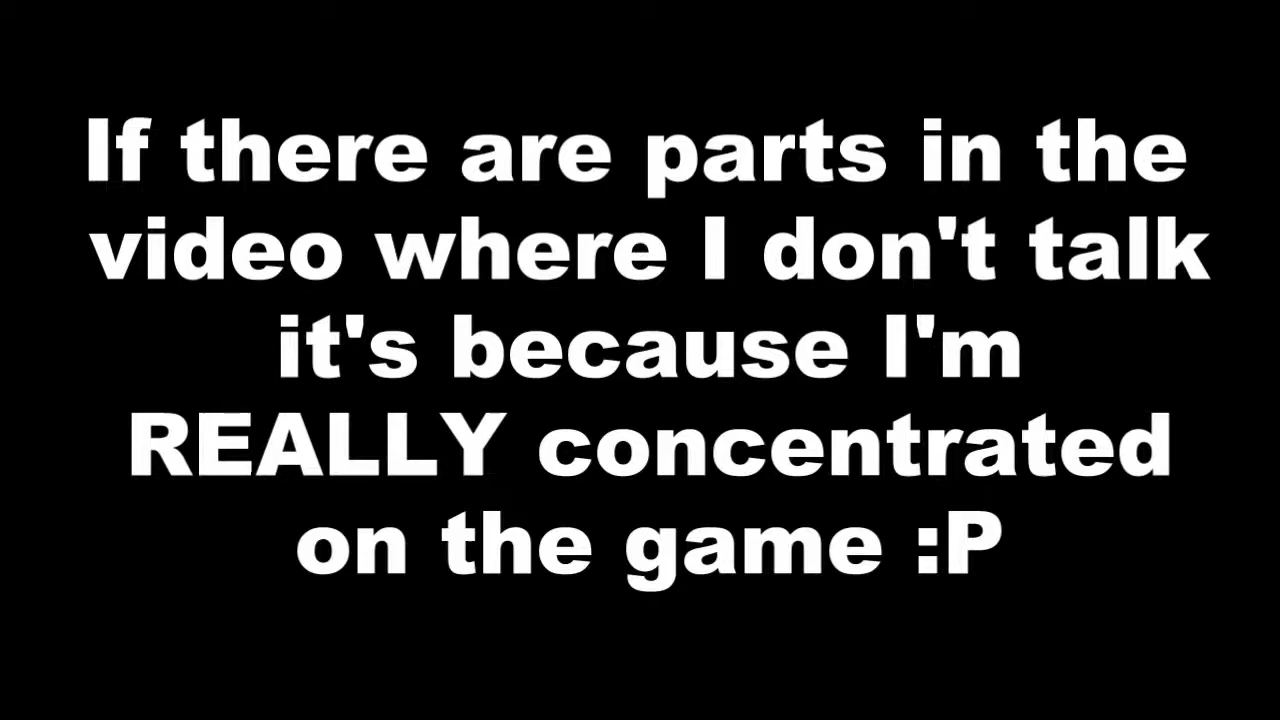 If there are parts in the
video where I don't talk
it's because I'm
REALLY concentrated
on the game :P